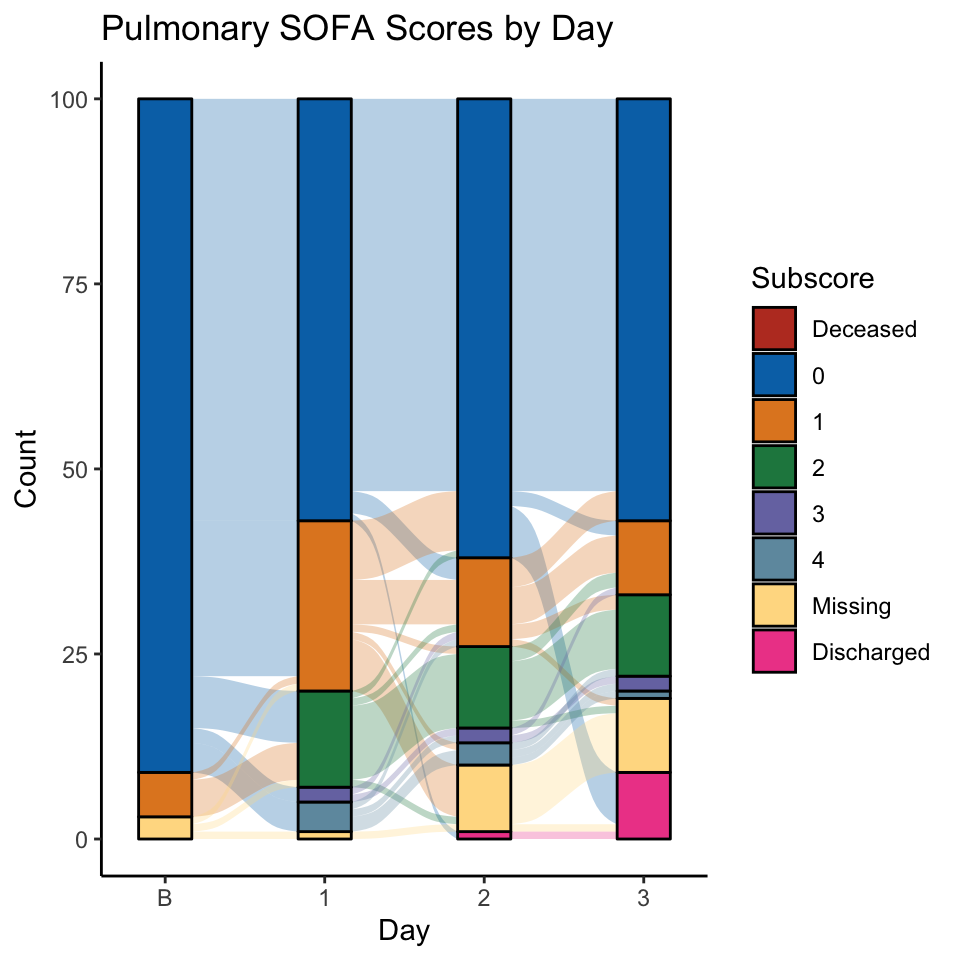 Pulmonary SOFA Scores by Day
100
75
50
25
0
Count
B 1 2 3
Day
Subscore
Deceased
0
1
2
3
4
Missing
Discharged